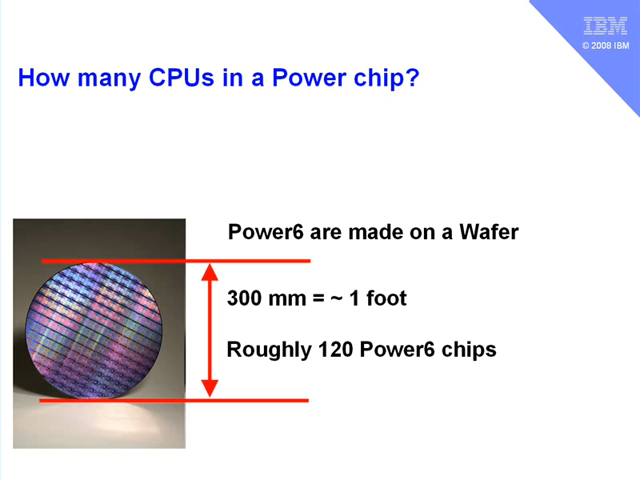 IBM
© 2008 IBM
How many CPUs in a Power chip?
Power6 are made on a Wafer
300 mm = ~ 1 foot
Roughly 120 Power6 chips